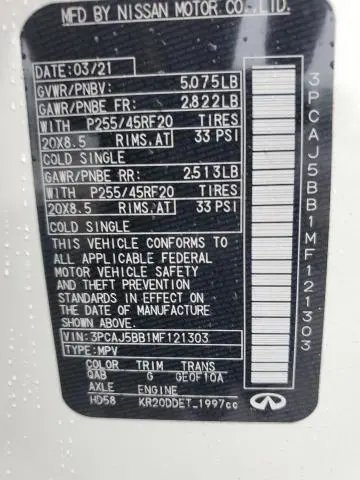 MFD BY NISSAN MOTOR CO.,LTD.
DATE:03/21
GVWR/PNBV: 5,075LB
GAWR/PNBE FR: 2,822LB
WITH P255/45RF20 TIRES
20X8.5 RIMS,AT 33 PSI
COLD SINGLE
GAWR/PNBE RR: 2,513LB
WITH P255/45RF20 TIRES
20X8.5 RIMS,AT 33 PSI
COLD SINGLE
THIS VEHICLE CONFORMS TO
ALL APPLICABLE FEDERAL
MOTOR VEHICLE SAFETY
AND THEFT PREVENTION
STANDARDS IN EFFECT ON
THE DATE OF MANUFACTURE
SHOWN ABOVE.
VIN:3PCAJ5BB1MF121303
TYPE:MPV
COLOR TRIM TRANS
QAB G GE0F10A
AXLE ENGINE
HD58 KR20DDET_1997cc
INFINITI
3PCAJ5BB1MF121303